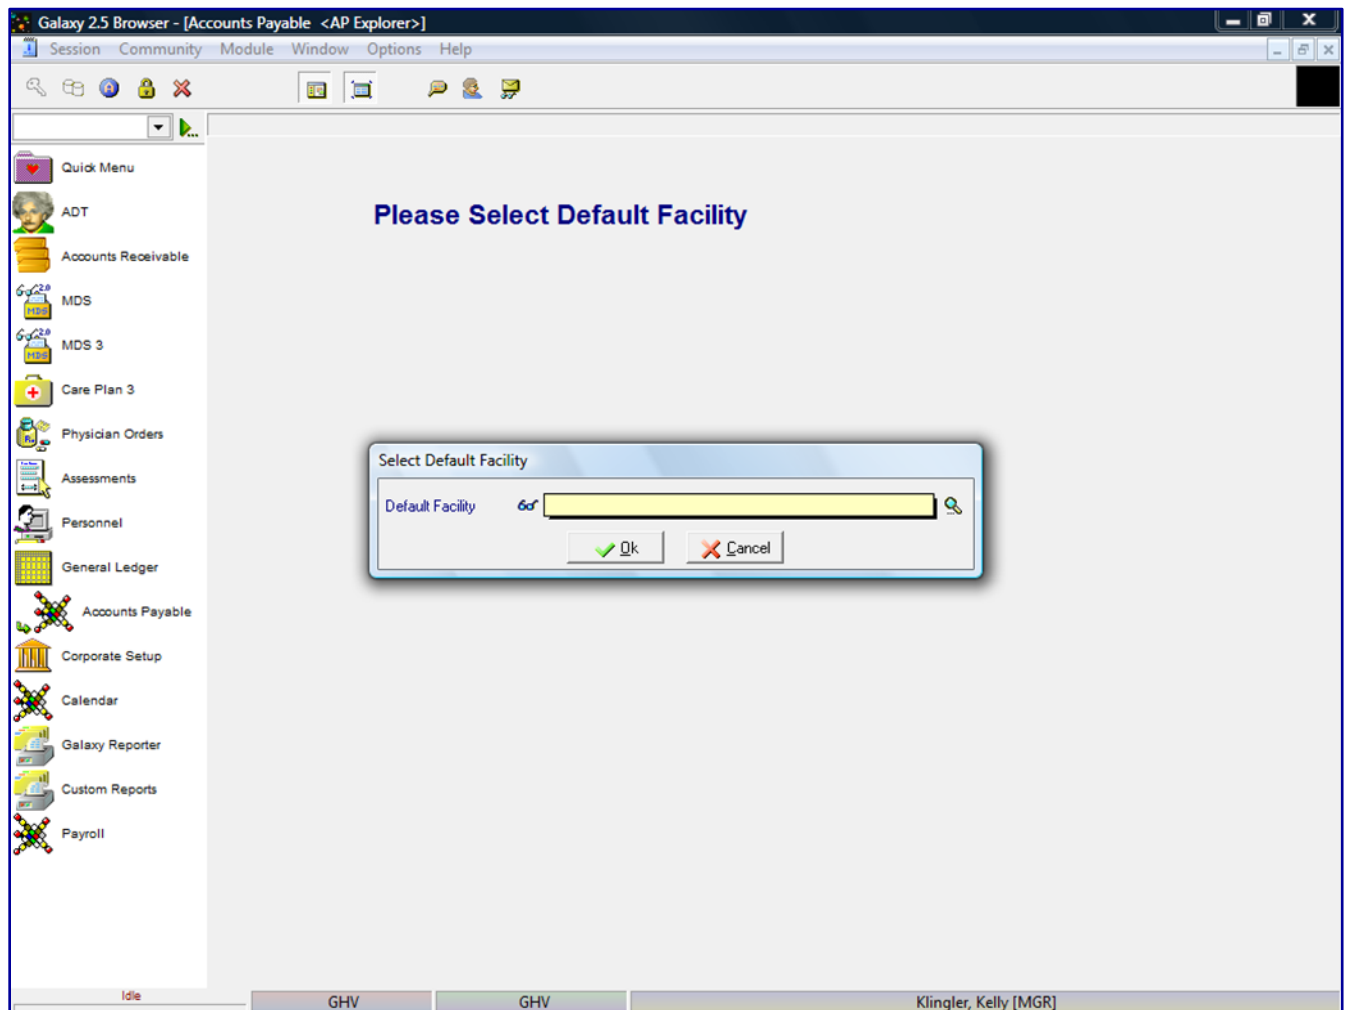 Galaxy 2.5 Browser - [Accounts Payable <AP Explorer>]
Session Community Module Window Options Help
Quick Menu
ADT
Please Select Default Facility
Accounts Receivable
MDS
MDS 3
Care Plan 3
Physician Orders
Assessments
Personnel
General Ledger
Accounts Payable
Corporate Setup
Calendar
Galaxy Reporter
Custom Reports
Payroll
Select Default Facility
Default Facility
Ok Cancel
Idle GHV GHV Klingler, Kelly [MGR]